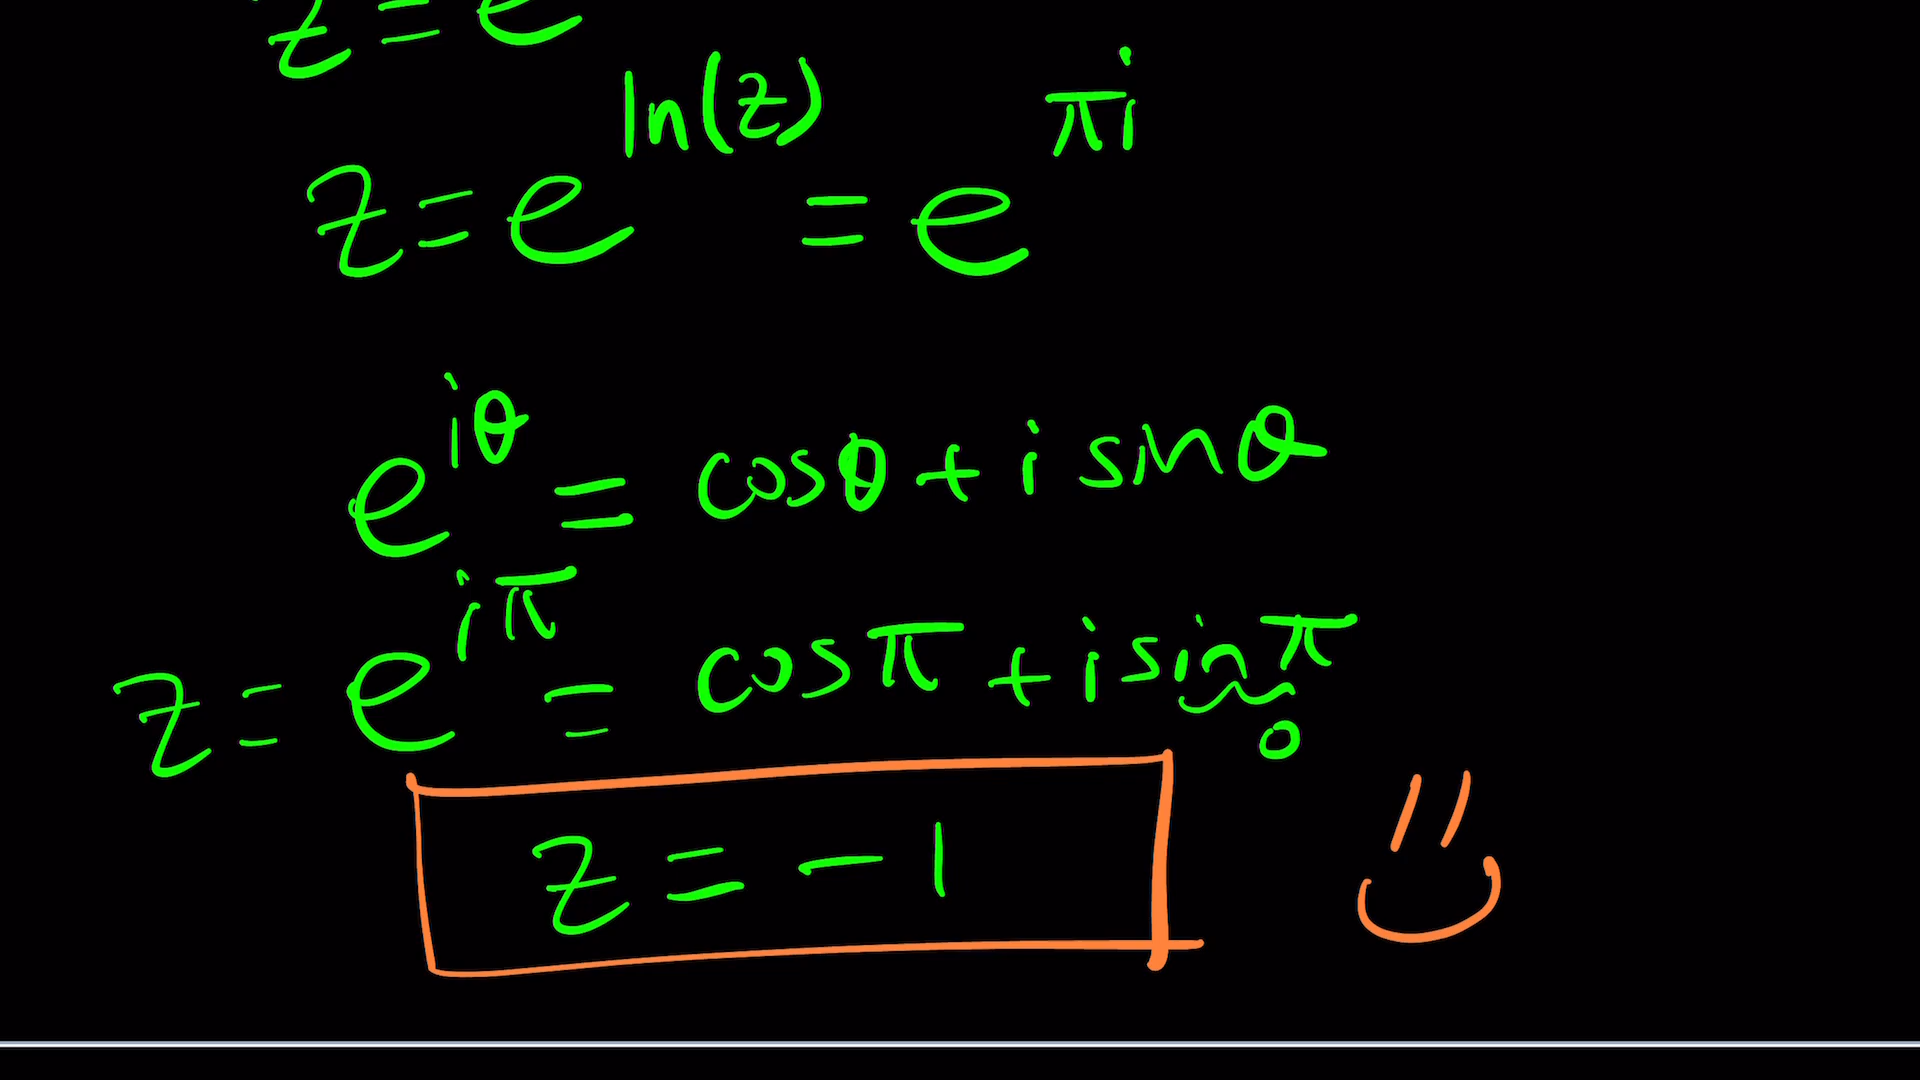 z = e
z = e^ln(z) = e^πi
e^iθ = cosθ + i sinθ
z = e^iπ = cosπ + i sinπ
0
z = -1